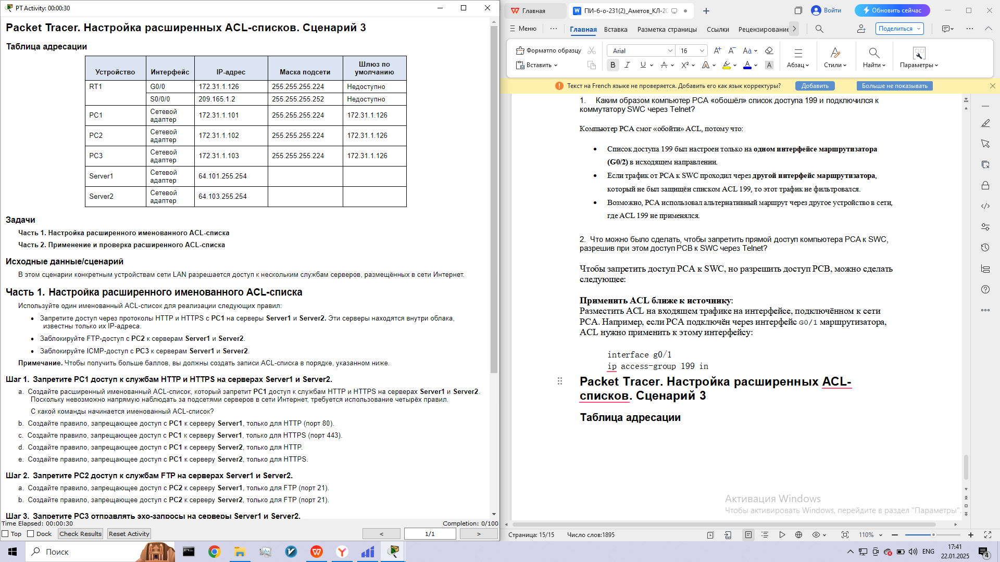 PT Activity: 00:00:30
Packet Tracer. Настройка расширенных ACL-списков. Сценарий 3
Таблица адресации
Устройство Интерфейс IP-адрес Маска подсети Шлюз по умолчанию
RT1 G0/0 172.31.1.126 255.255.255.224 Недоступно
S0/0/0 209.165.1.2 255.255.255.252 Недоступно
PC1 Сетевой адаптер 172.31.1.101 255.255.255.224 172.31.1.126
PC2 Сетевой адаптер 172.31.1.102 255.255.255.224 172.31.1.126
PC3 Сетевой адаптер 172.31.1.103 255.255.255.224 172.31.1.126
Server1 Сетевой адаптер 64.101.255.254
Server2 Сетевой адаптер 64.103.255.254
Задачи
Часть 1. Настройка расширенного именованного ACL-списка
Часть 2. Применение и проверка расширенного ACL-списка
Исходные данные/сценарий
В этом сценарии конкретным устройствам сети LAN разрешается доступ к нескольким службам серверов, размещённых в сети Интернет.
Часть 1. Настройка расширенного именованного ACL-списка
Используйте один именованный ACL-список для реализации следующих правил:
• Запретите доступ через протоколы HTTP и HTTPS с PC1 на серверы Server1 и Server2. Эти серверы находятся внутри облака,
известны только их IP-адреса.
• Заблокируйте FTP-доступ с PC2 к серверам Server1 и Server2.
• Заблокируйте ICMP-доступ с PC3 к серверам Server1 и Server2.
Примечание. Чтобы получить больше баллов, вы должны создать записи ACL-списка в порядке, указанном ниже.
Шаг 1. Запретите PC1 доступ к службам HTTP и HTTPS на серверах Server1 и Server2.
a. Создайте расширенный именованный ACL-список, который запретит PC1 доступ к службам HTTP и HTTPS на серверах Server1 и Server2.
Поскольку невозможно напрямую наблюдать за подсетями серверов в сети Интернет, требуется использование четырёх правил.
С какой команды начинается именованный ACL-список?
b. Создайте правило, запрещающее доступ с PC1 к серверу Server1, только для HTTP (порт 80).
c. Создайте правило, запрещающее доступ с PC1 к серверу Server1, только для HTTPS (порт 443).
d. Создайте правило, запрещающее доступ с PC1 к серверу Server2, только для HTTP.
e. Создайте правило, запрещающее доступ с PC1 к серверу Server2, только для HTTPS.
Шаг 2. Запретите PC2 доступ к службам FTP на серверах Server1 и Server2.
a. Создайте правило, запрещающее доступ с PC2 к серверу Server1, только для FTP (порт 21).
b. Создайте правило, запрещающее доступ с PC2 к серверу Server2, только для FTP (порт 21).
Шаг 3. Запретите PC3 отправлять эхо-запросы на серверы Server1 и Server2.
Time Elapsed: 00:00:30 Completion: 0/100
Top Dock Check Results Reset Activity < 1/1 >
Главная ПИ-б-о-231(2)_Аметов_КЛ-20 Войти Обновить сейчас
Меню Главная Вставка Разметка страницы Ссылки Рецензирование Поделиться
Формат по образцу Arial 16
Вставить Абзац Стили Найти Параметры
Текст на French языке не проверяется. Добавить его как язык корректуры? Добавить Больше не показывать
1. Каким образом компьютер PCA «обошёл» список доступа 199 и подключился к
коммутатору SWC через Telnet?
Компьютер PCA смог «обойти» ACL, потому что:
• Список доступа 199 был настроен только на одном интерфейсе маршрутизатора
(G0/2) в исходящем направлении.
• Если трафик от PCA к SWC проходил через другой интерфейс маршрутизатора,
который не был защищён списком ACL 199, то этот трафик не фильтровался.
• Возможно, PCA использовал альтернативный маршрут через другое устройство в сети,
где ACL 199 не применялся.
2. Что можно было сделать, чтобы запретить прямой доступ компьютера PCA к SWC,
разрешив при этом доступ PCB к SWC через Telnet?
Чтобы запретить доступ PCA к SWC, но разрешить доступ PCB, можно сделать
следующее:
Применить ACL ближе к источнику:
Разместить ACL на входящем трафике на интерфейсе, подключённом к сети
PCA. Например, если PCA подключён через интерфейс G0/1 маршрутизатора,
ACL нужно применить к этому интерфейсу:
interface g0/1
ip access-group 199 in
Packet Tracer. Настройка расширенных ACL-
списков. Сценарий 3
Таблица адресации
Активация Windows
Чтобы активировать Windows, перейдите в раздел "Параметры".
Страница: 15/15 Число слов:1895 110%
Поиск ENG 17:41
22.01.2025 4